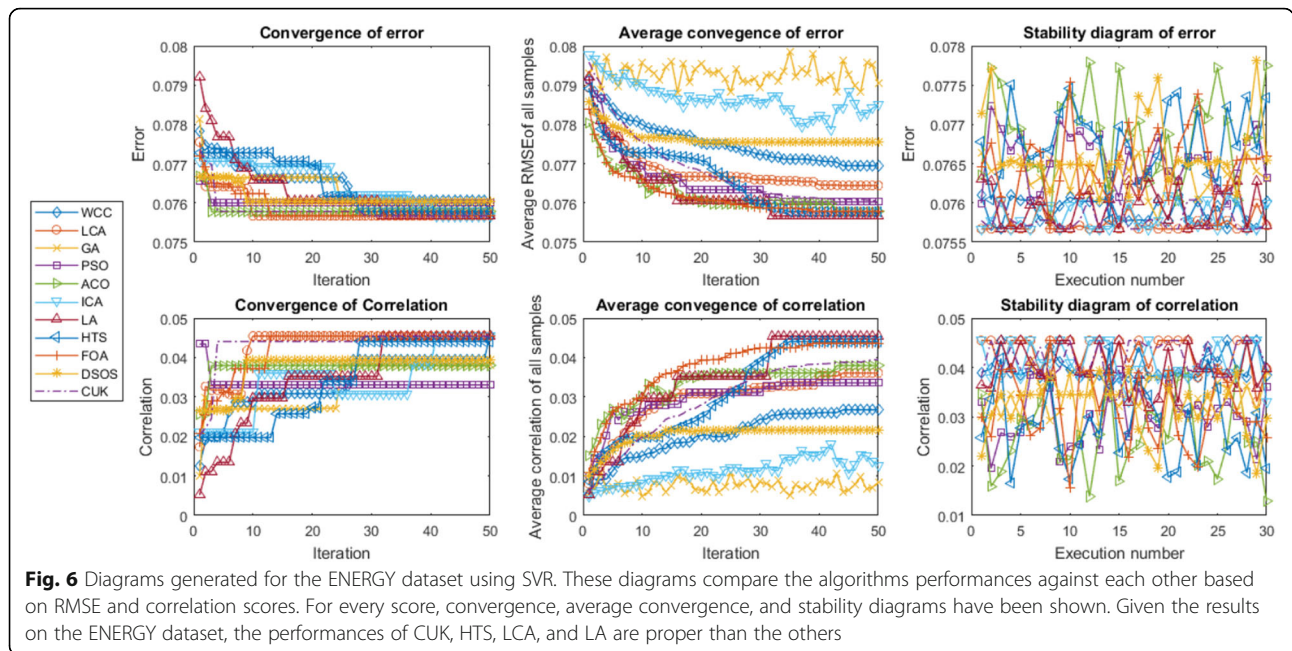 Convergence of error
0.08
0.079
0.078
0.077
0.076
0.075
Error
0 10 20 30 40 50
Iteration
Average convegence of error
0.08
0.079
0.078
0.077
0.076
0.075
Average RMSEof all samples
0 10 20 30 40 50
Iteration
Stability diagram of error
0.078
0.0775
0.077
0.0765
0.076
0.0755
Error
0 5 10 15 20 25 30
Execution number
WCC
LCA
GA
PSO
ACO
ICA
LA
HTS
FOA
DSOS
CUK
Convergence of Correlation
0.05
0.04
0.03
0.02
0.01
0
Correlation
0 10 20 30 40 50
Iteration
Average convegence of correlation
0.05
0.04
0.03
0.02
0.01
0
Average correlation of all samples
0 10 20 30 40 50
Iteration
Stability diagram of correlation
0.05
0.04
0.03
0.02
0.01
Correlation
0 5 10 15 20 25 30
Execution number
Fig. 6 Diagrams generated for the ENERGY dataset using SVR. These diagrams compare the algorithms performances against each other based
on RMSE and correlation scores. For every score, convergence, average convergence, and stability diagrams have been shown. Given the results
on the ENERGY dataset, the performances of CUK, HTS, LCA, and LA are proper than the others